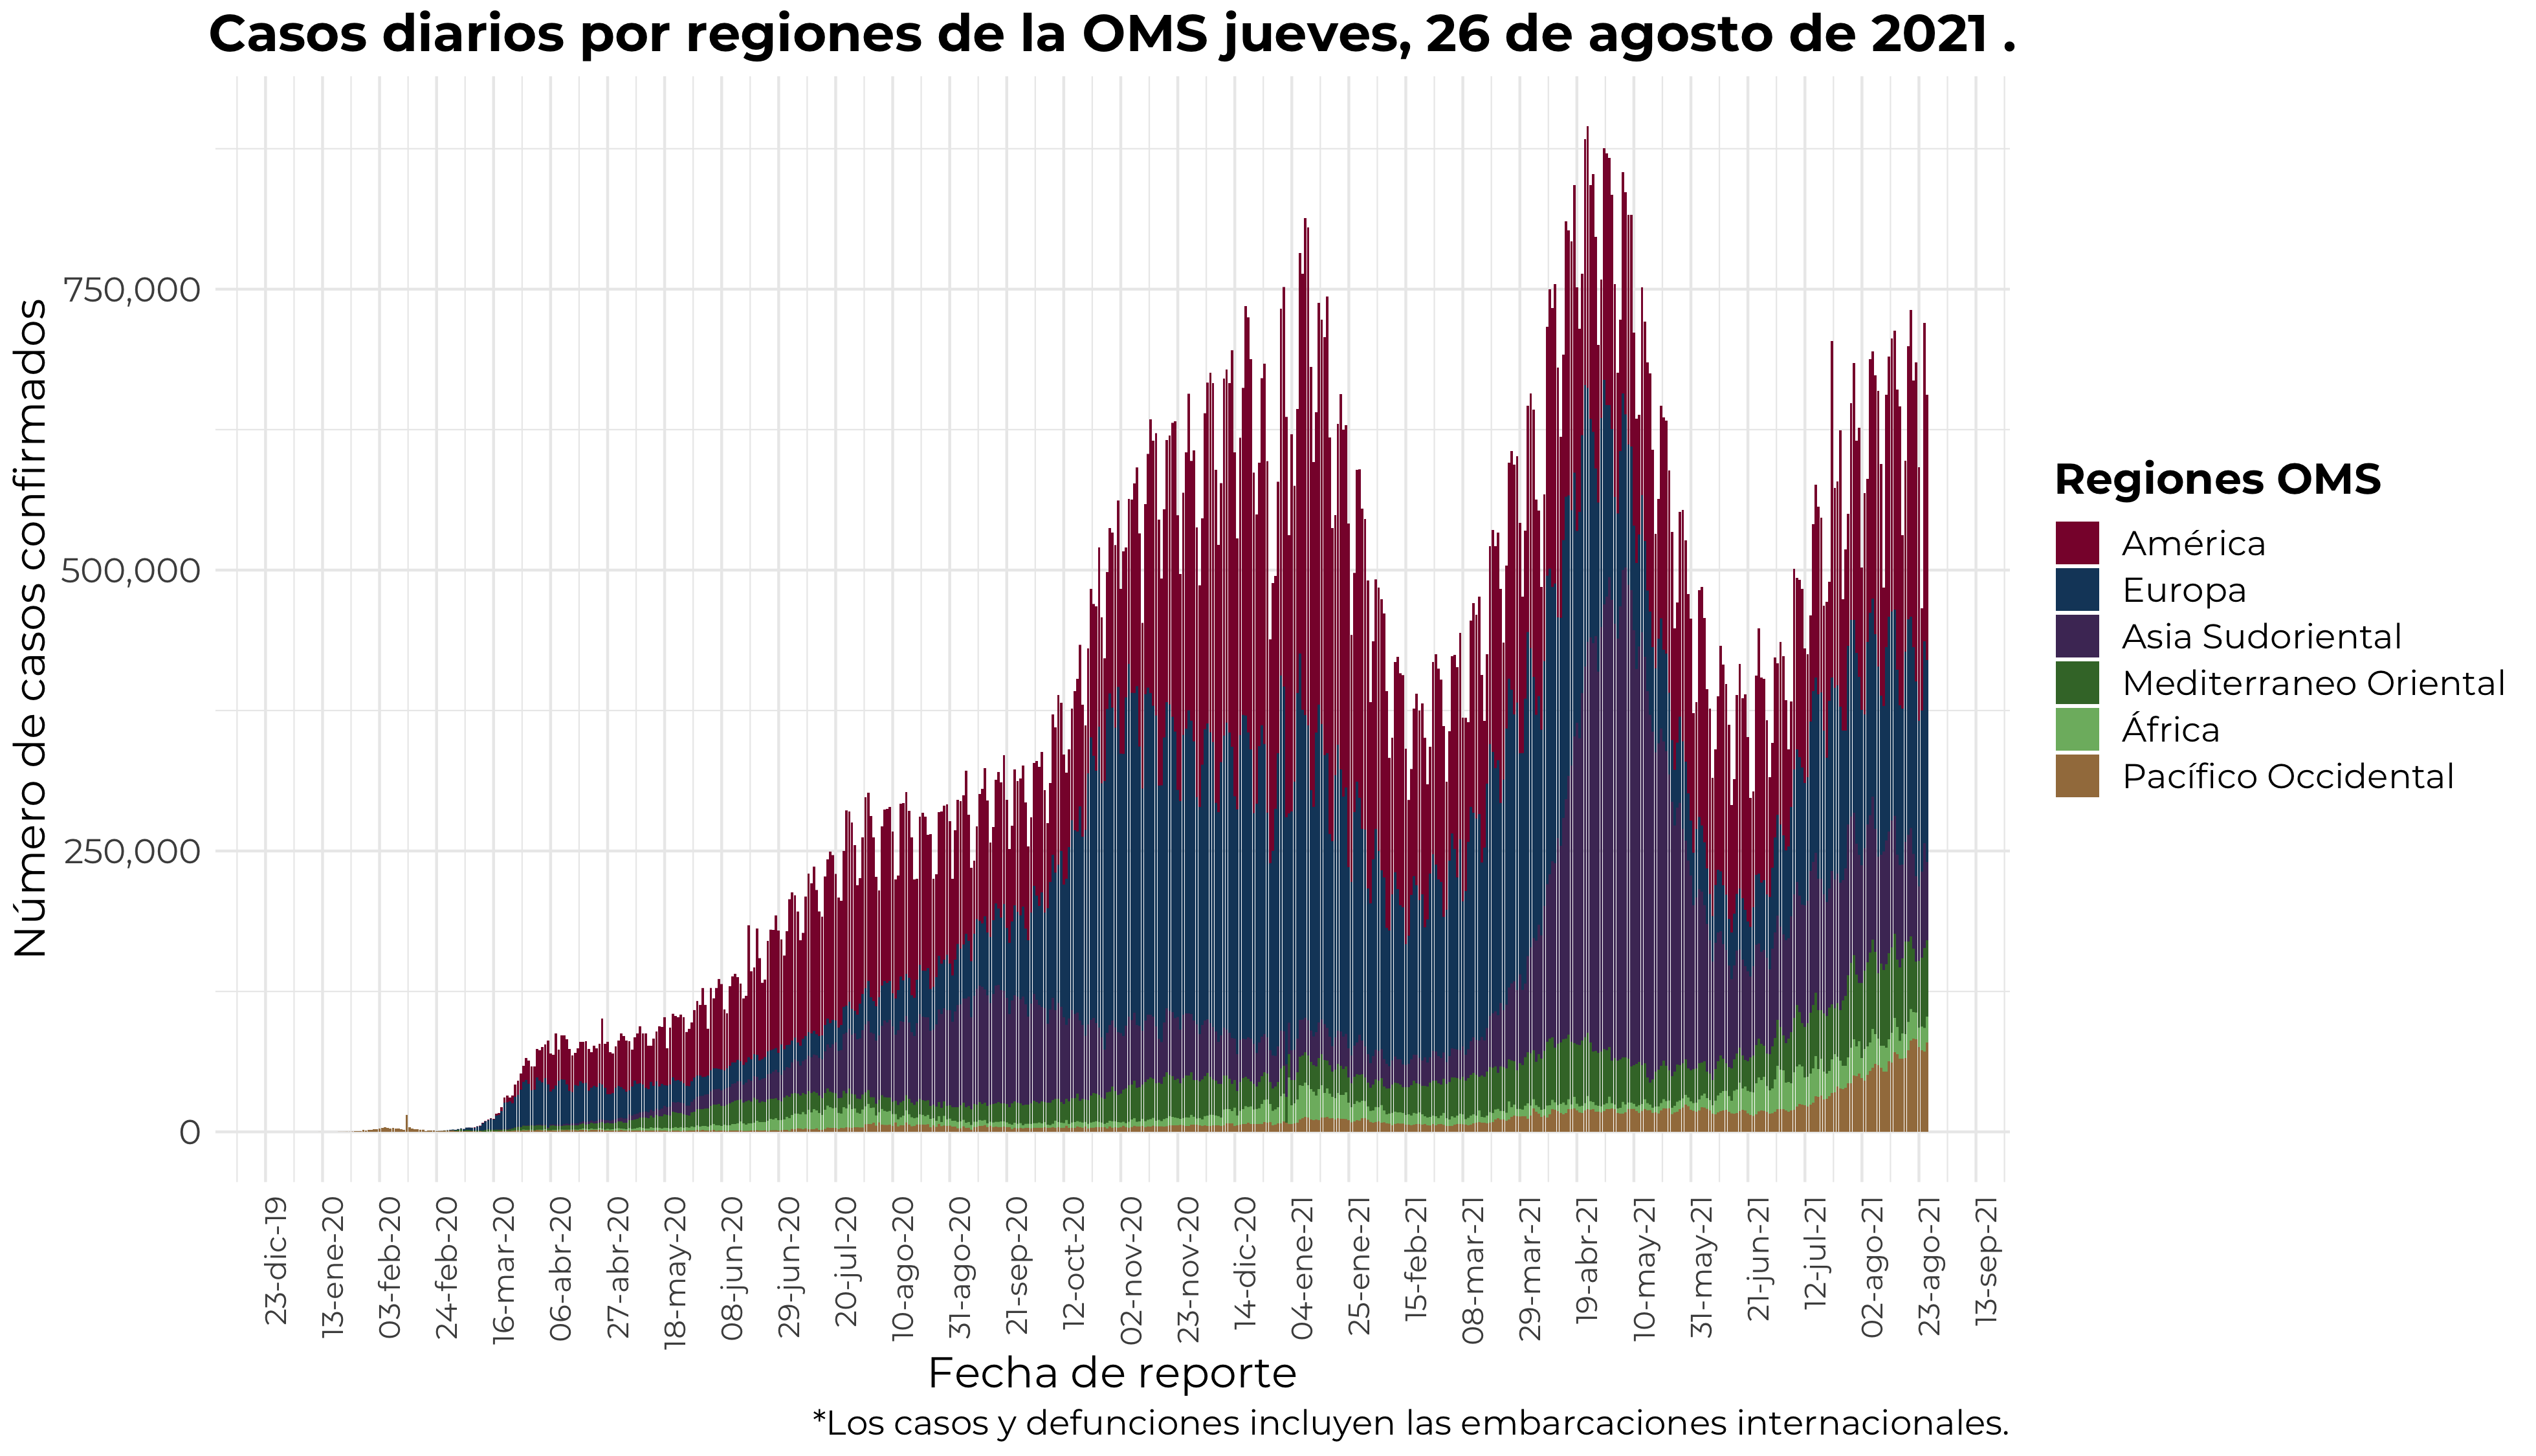 Casos diarios por regiones de la OMS jueves, 26 de agosto de 2021 .
Número de casos confirmados
750,000
500,000
250,000
0
23-dic-19
13-ene-20
03-feb-20
24-feb-20
16-mar-20
06-abr-20
27-abr-20
18-may-20
08-jun-20
29-jun-20
20-jul-20
10-ago-20
31-ago-20
21-sep-20
12-oct-20
02-nov-20
23-nov-20
14-dic-20
04-ene-21
25-ene-21
15-feb-21
08-mar-21
29-mar-21
19-abr-21
10-may-21
31-may-21
21-jun-21
12-jul-21
02-ago-21
23-ago-21
13-sep-21
Fecha de reporte
*Los casos y defunciones incluyen las embarcaciones internacionales.
Regiones OMS
América
Europa
Asia Sudoriental
Mediterraneo Oriental
África
Pacífico Occidental